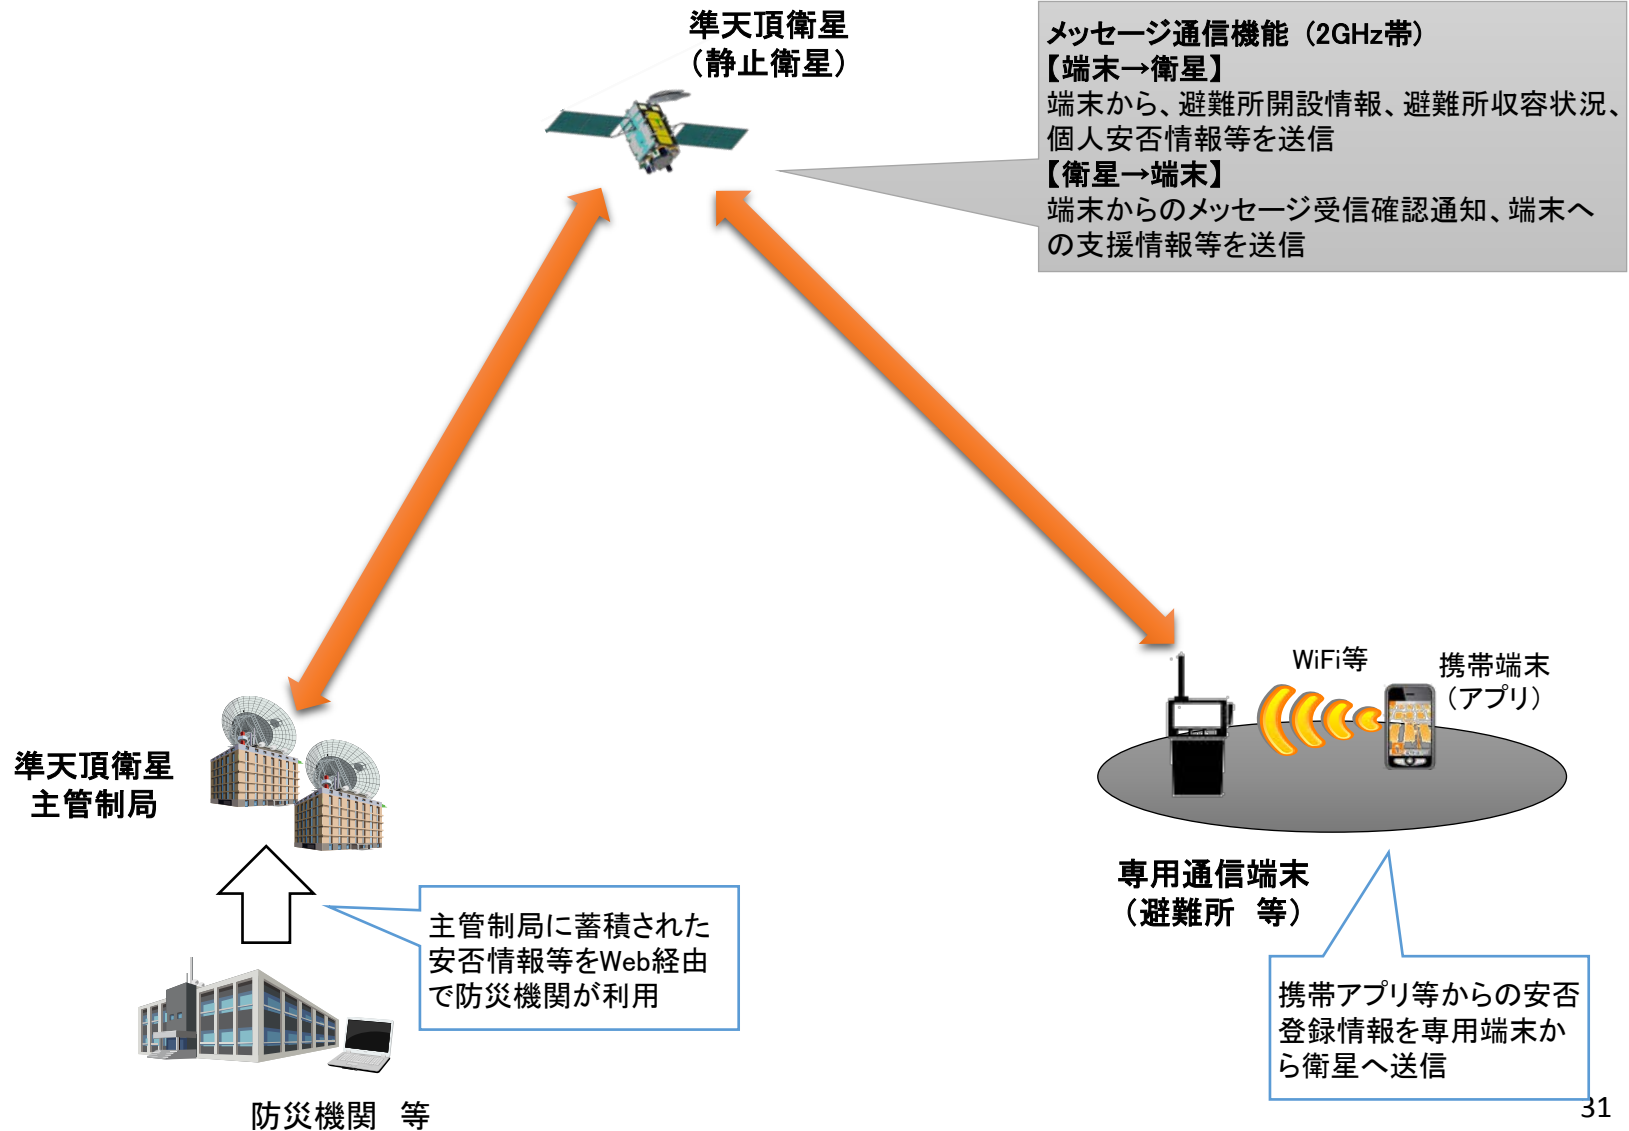 準天頂衛星
（静止衛星）
メッセージ通信機能（2GHz帯）
【端末→衛星】
端末から、避難所開設情報、避難所収容状況、
個人安否情報等を送信
【衛星→端末】
端末からのメッセージ受信確認通知、端末へ
の支援情報等を送信
WiFi等
携帯端末
（アプリ）
準天頂衛星
主管制局
専用通信端末
（避難所　等）
主管制局に蓄積された
安否情報等をWeb経由
で防災機関が利用
携帯アプリ等からの安否
登録情報を専用端末か
ら衛星へ送信
防災機関　等
31